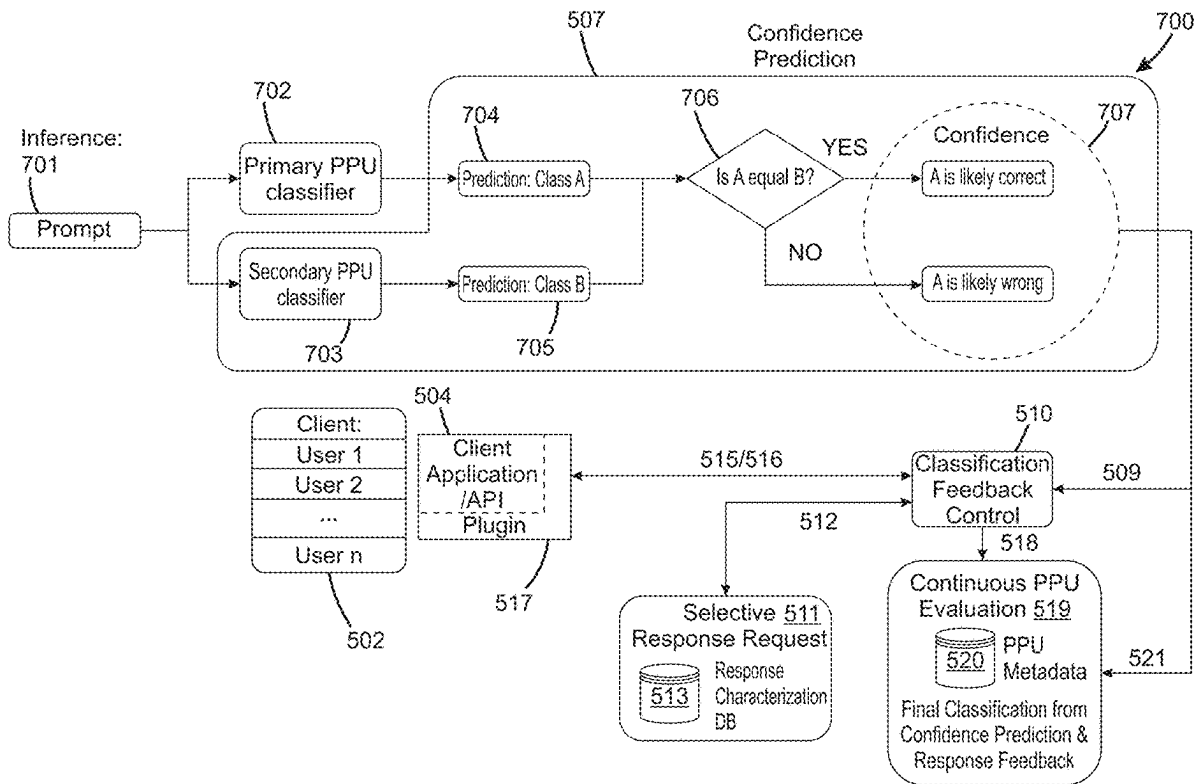 507
Confidence
Prediction
700
702
704
706
707
Inference:
701
Primary PPU
classifier
Prediction: Class A
Is A equal B?
YES
Confidence
A is likely correct
Prompt
NO
Secondary PPU
classifier
Prediction: Class B
A is likely wrong
703
705
504
510
Client:
User 1
User 2
...
User n
Client
Application
/API
Plugin
515/516
512
Classification
Feedback
Control
509
518
517
502
Selective 511
Response Request
513
Response
Characterization
DB
Continuous PPU
Evaluation 519
520
PPU
Metadata
521
Final Classification from
Confidence Prediction &
Response Feedback